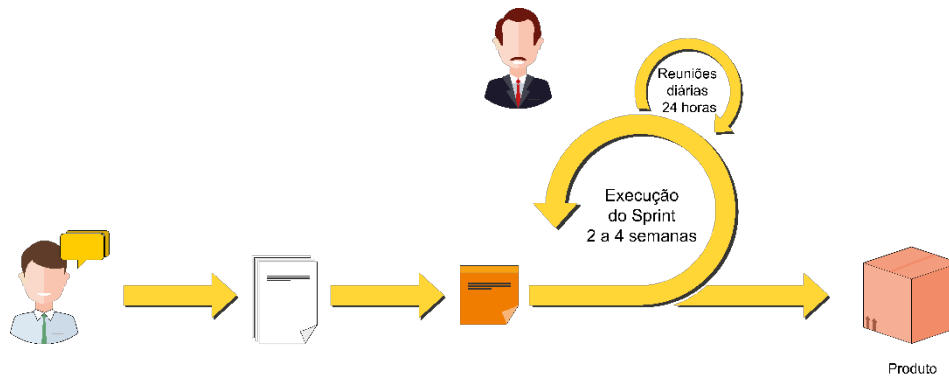 Reuniões
diárias
24 horas
Execução
do Sprint
2 a 4 semanas
Produto